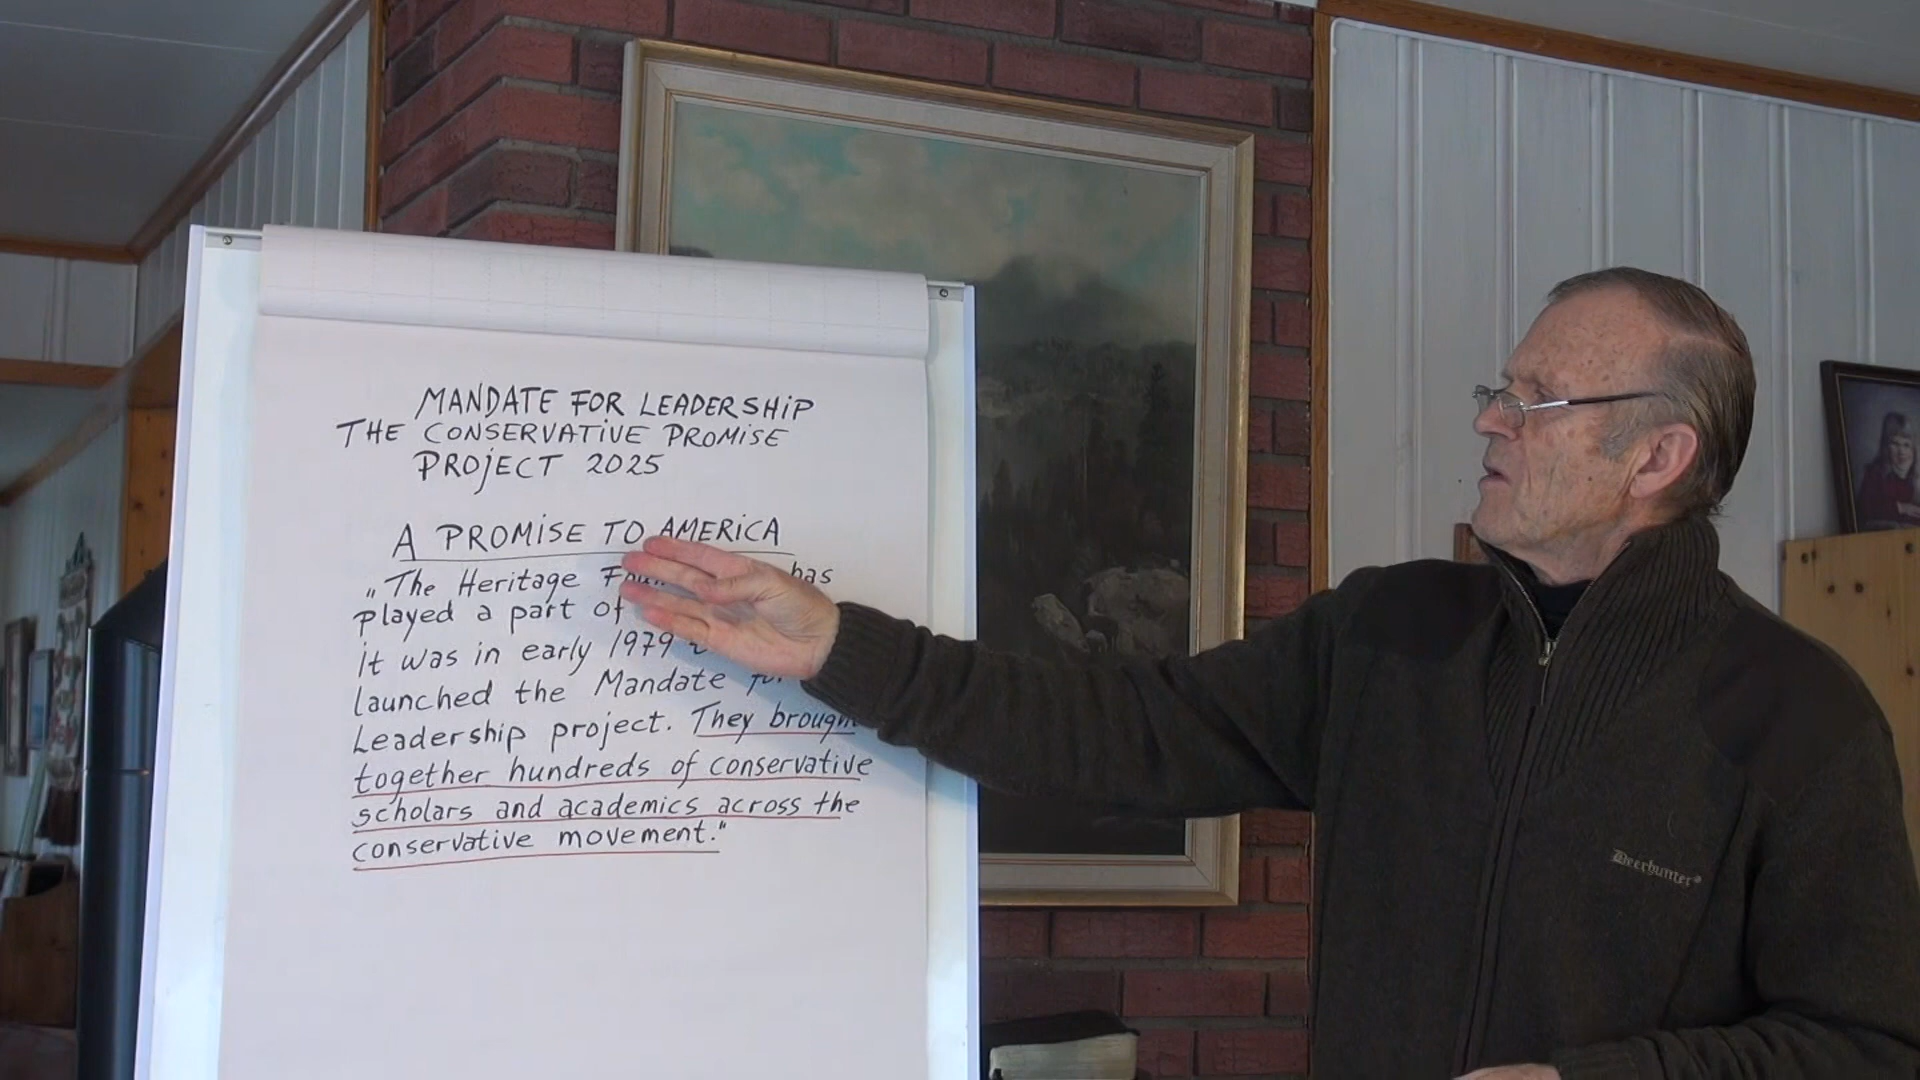 MANDATE FOR LEADERSHIP
THE CONSERVATIVE PROMISE
PROJECT 2025
A PROMISE TO AMERICA
„The Heritage has
played a part of
it was in early 1979
launched the Mandate
Leadership project. They
together hundreds of conservative
scholars and academics across the
conservative movement."
Deerhunter®